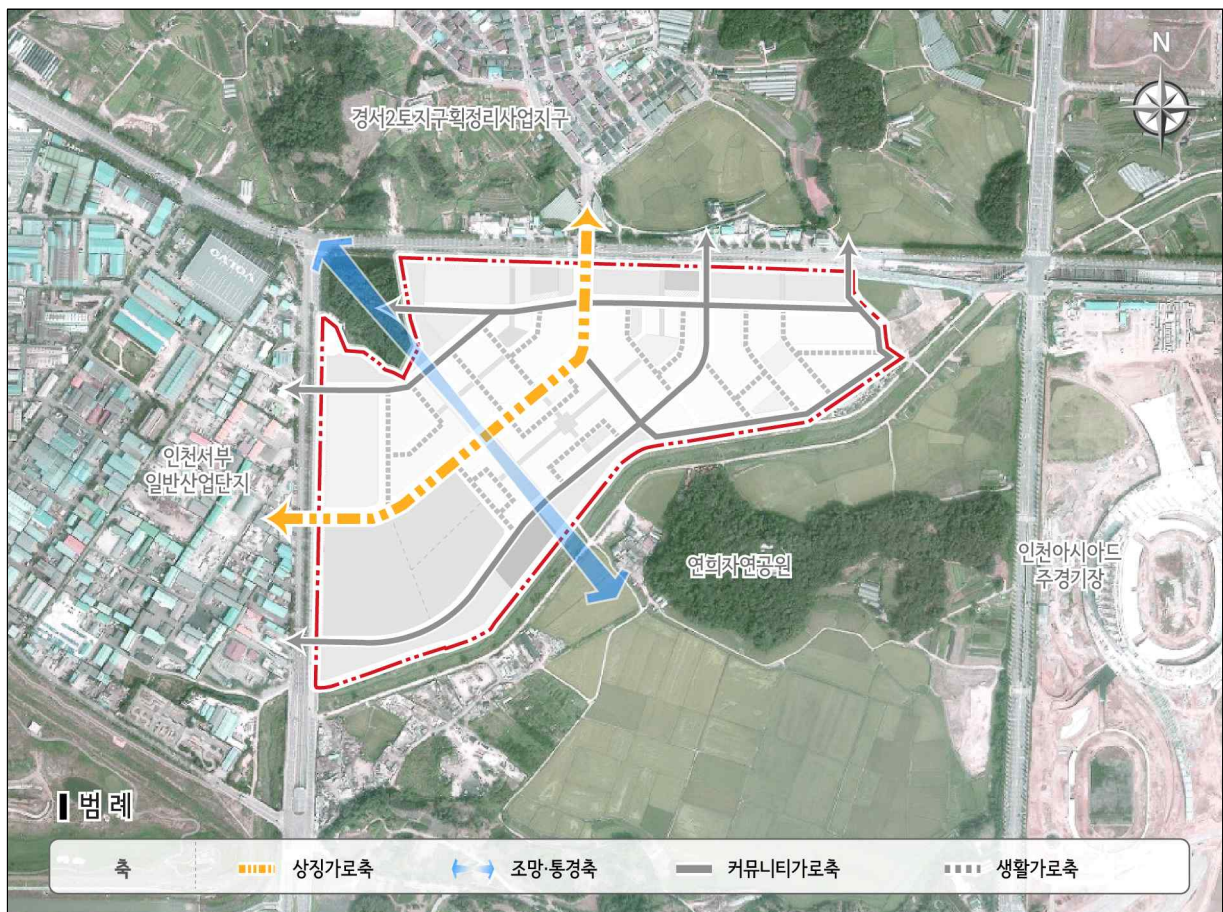 N
경서2토지구획정리사업지구
VOLVO
인천서부
일반산업단지
연희자연공원
인천아시아드
주경기장
범 례
축
상징가로축
조망·통경축
커뮤니티가로축
생활가로축